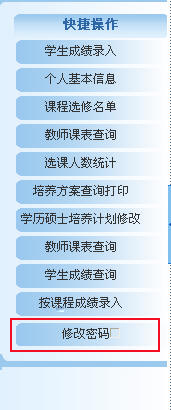 快捷操作
学生成绩录入
个人基本信息
课程选修名单
教师课表查询
选课人数统计
培养方案查询打印
学历硕士培养计划修改
教师课表查询
学生成绩查询
按课程成绩录入
修改密码